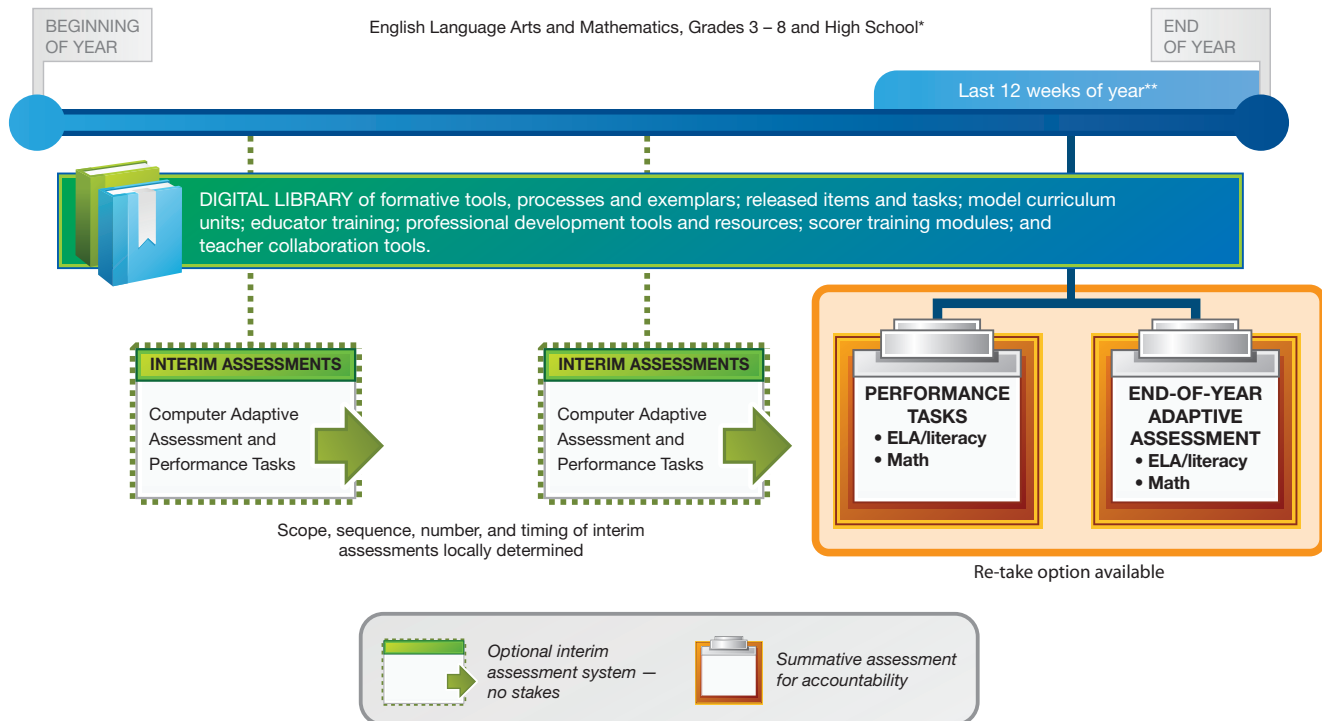 BEGINNING
OF YEAR
English Language Arts and Mathematics, Grades 3 – 8 and High School*
END
OF YEAR
Last 12 weeks of year**
DIGITAL LIBRARY of formative tools, processes and exemplars; released items and tasks; model curriculum
units; educator training; professional development tools and resources; scorer training modules; and
teacher collaboration tools.
INTERIM ASSESSMENTS
Computer Adaptive
Assessment and
Performance Tasks
INTERIM ASSESSMENTS
Computer Adaptive
Assessment and
Performance Tasks
Scope, sequence, number, and timing of interim
assessments locally determined
PERFORMANCE
TASKS
• ELA/literacy
• Math
END-OF-YEAR
ADAPTIVE
ASSESSMENT
• ELA/literacy
• Math
Re-take option available
Optional interim
assessment system —
no stakes
Summative assessment
for accountability